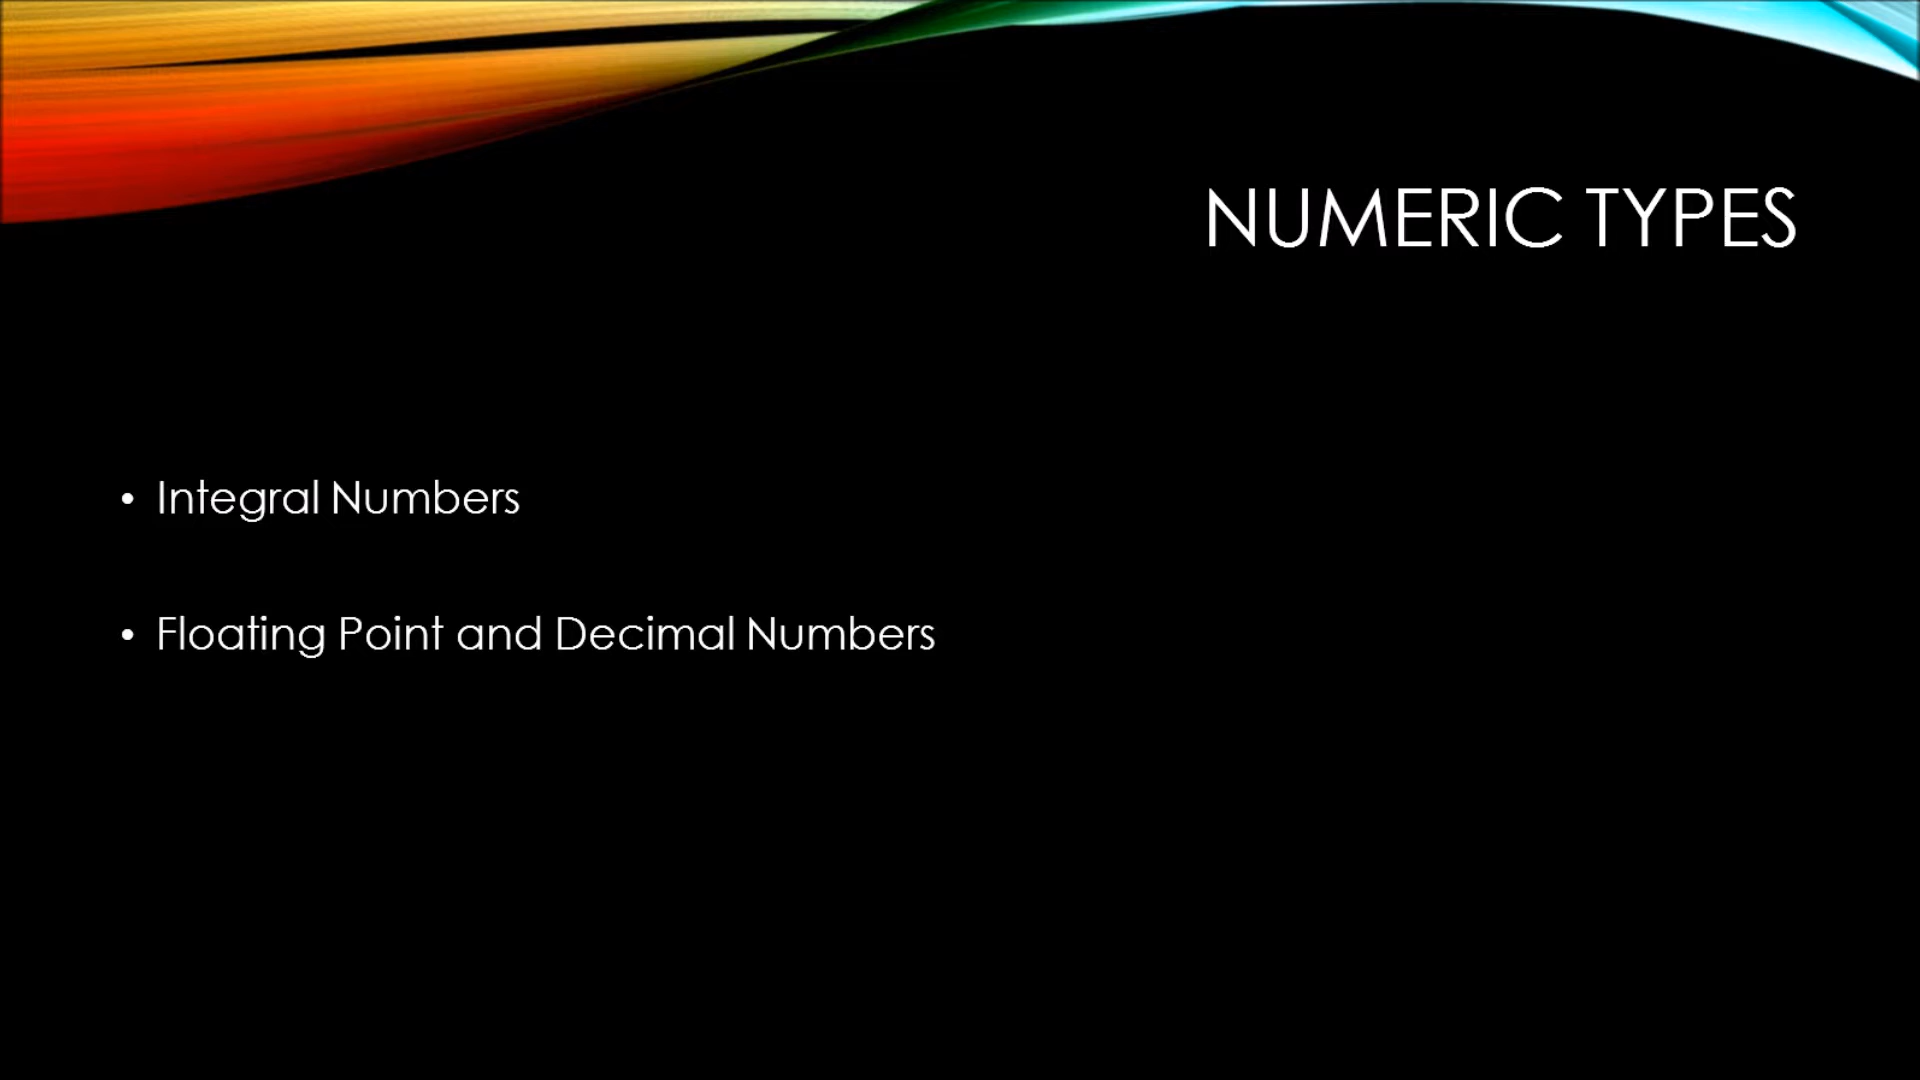 NUMERIC TYPES
• Integral Numbers
• Floating Point and Decimal Numbers